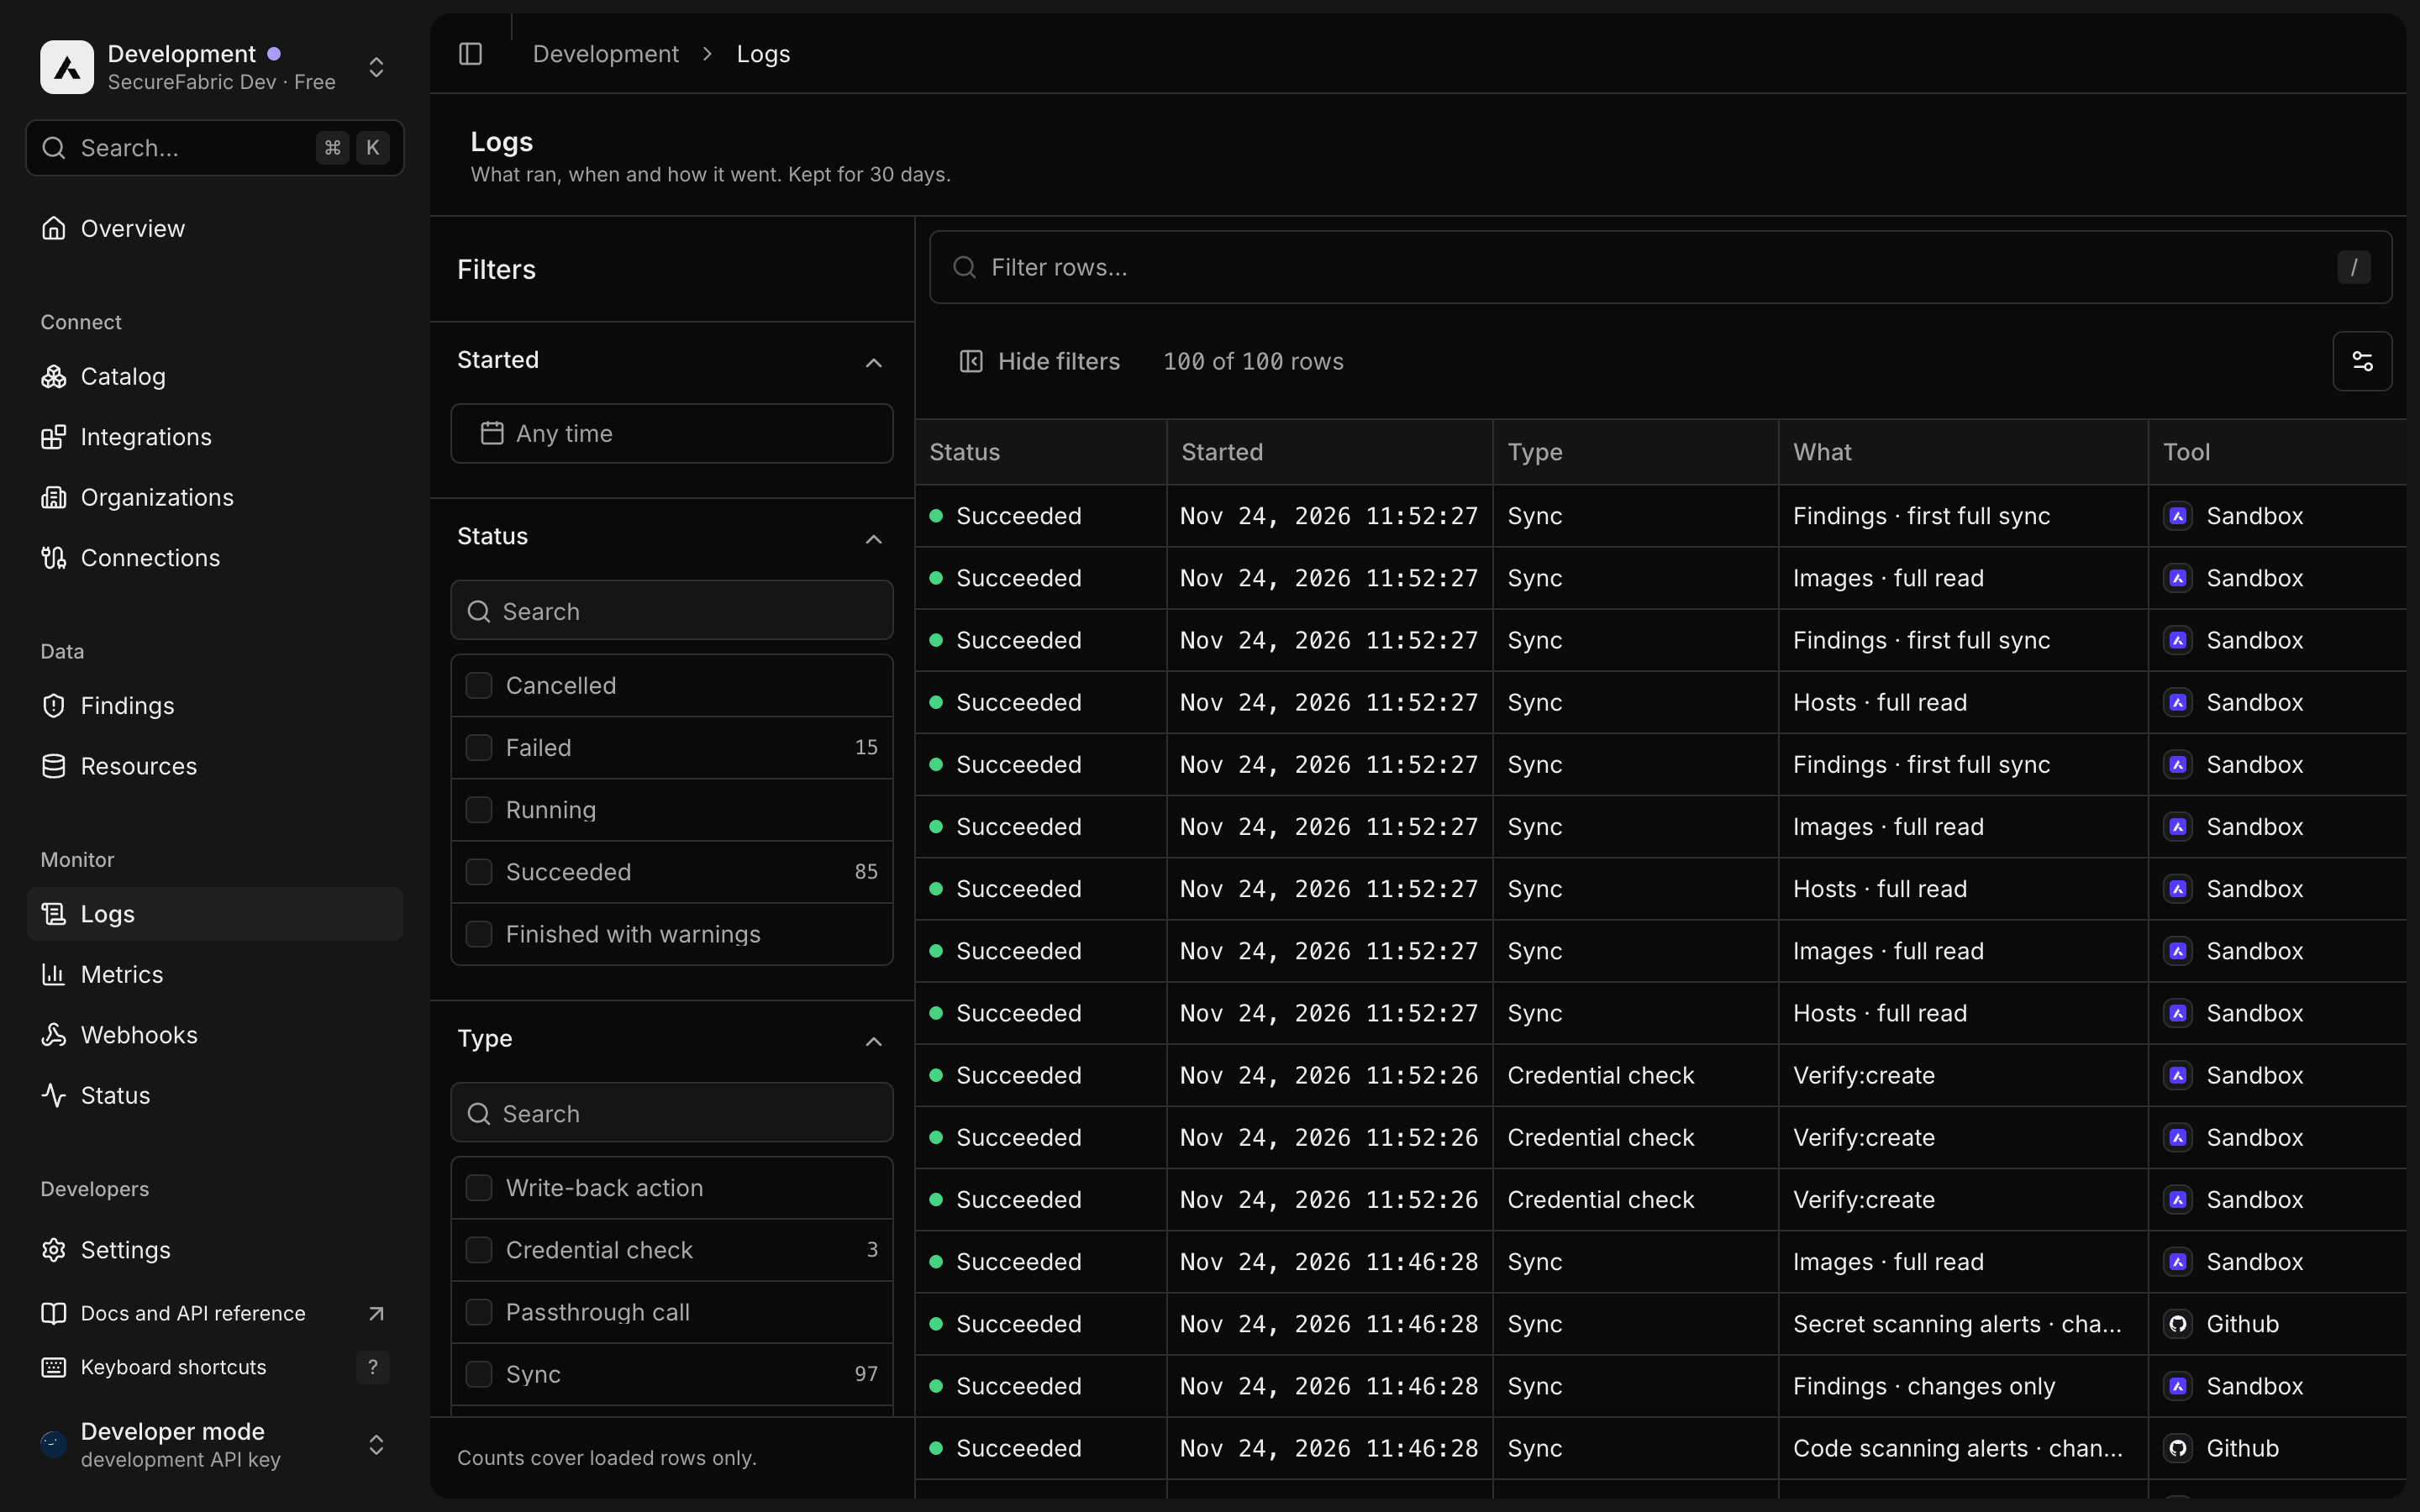 Development
SecureFabric Dev · Free
Search...
⌘ K
Overview
Connect
Catalog
Integrations
Organizations
Connections
Data
Findings
Resources
Monitor
Logs
Metrics
Webhooks
Status
Developers
Settings
Docs and API reference
Keyboard shortcuts ?
Developer mode
development API key
Development > Logs
Logs
What ran, when and how it went. Kept for 30 days.
Filters
Started
Any time
Status
Search
Cancelled
Failed 15
Running
Succeeded 85
Finished with warnings
Type
Search
Write-back action
Credential check 3
Passthrough call
Sync 97
Counts cover loaded rows only.
Filter rows... /
Hide filters 100 of 100 rows
Status Started Type What Tool
Succeeded Nov 24, 2026 11:52:27 Sync Findings · first full sync Sandbox
Succeeded Nov 24, 2026 11:52:27 Sync Images · full read Sandbox
Succeeded Nov 24, 2026 11:52:27 Sync Findings · first full sync Sandbox
Succeeded Nov 24, 2026 11:52:27 Sync Hosts · full read Sandbox
Succeeded Nov 24, 2026 11:52:27 Sync Findings · first full sync Sandbox
Succeeded Nov 24, 2026 11:52:27 Sync Images · full read Sandbox
Succeeded Nov 24, 2026 11:52:27 Sync Hosts · full read Sandbox
Succeeded Nov 24, 2026 11:52:27 Sync Images · full read Sandbox
Succeeded Nov 24, 2026 11:52:27 Sync Hosts · full read Sandbox
Succeeded Nov 24, 2026 11:52:26 Credential check Verify:create Sandbox
Succeeded Nov 24, 2026 11:52:26 Credential check Verify:create Sandbox
Succeeded Nov 24, 2026 11:52:26 Credential check Verify:create Sandbox
Succeeded Nov 24, 2026 11:46:28 Sync Images · full read Sandbox
Succeeded Nov 24, 2026 11:46:28 Sync Secret scanning alerts · cha... Github
Succeeded Nov 24, 2026 11:46:28 Sync Findings · changes only Sandbox
Succeeded Nov 24, 2026 11:46:28 Sync Code scanning alerts · chan... Github